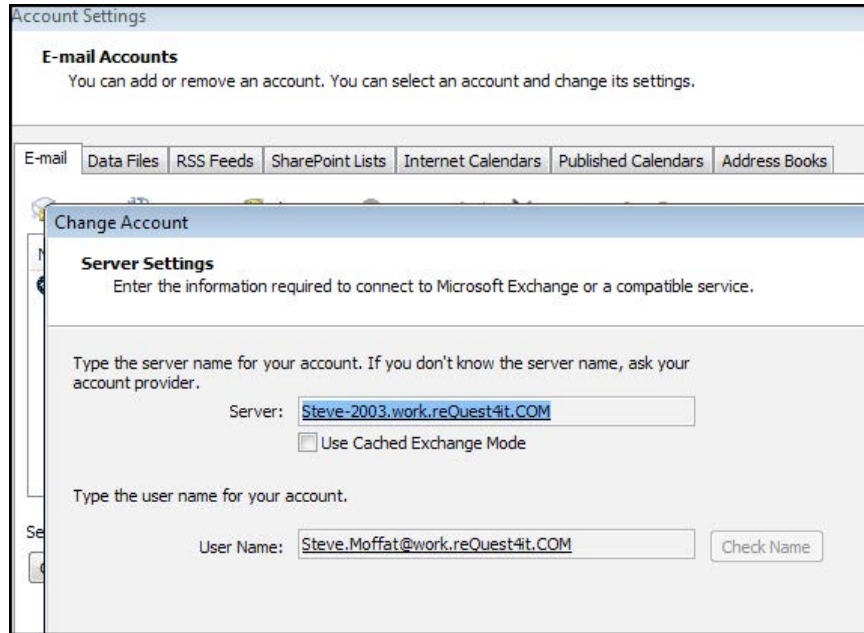 Account Settings
E-mail Accounts
You can add or remove an account. You can select an account and change its settings.
E-mail Data Files RSS Feeds SharePoint Lists Internet Calendars Published Calendars Address Books
Change Account
Server Settings
Enter the information required to connect to Microsoft Exchange or a compatible service.
Type the server name for your account. If you don't know the server name, ask your
account provider.
Server: Steve-2003.work.reQuest4it.COM
Use Cached Exchange Mode
Type the user name for your account.
User Name: Steve.Moffat@work.reQuest4it.COM Check Name